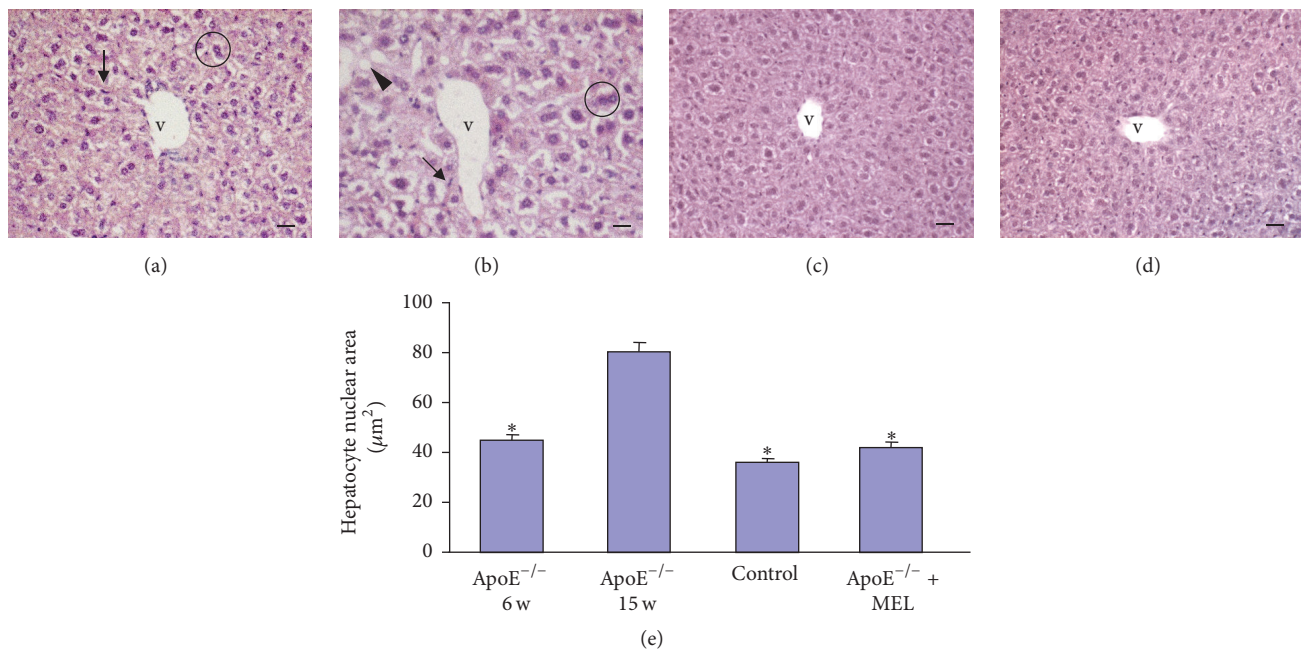 v
v
v
v
(a)
(b)
(c)
(d)
Hepatocyte nuclear area
(μm²)
100
80
60
40
20
0
*
*
*
ApoE⁻/⁻
6 w
ApoE⁻/⁻
15 w
Control
ApoE⁻/⁻ +
MEL
(e)